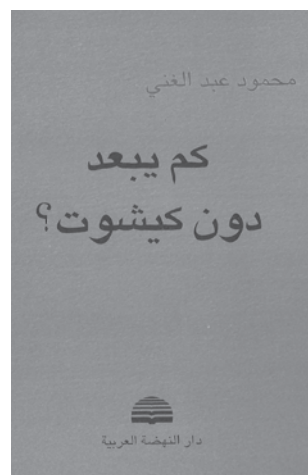 محمود عبد الغني
كم يبعد
دون كيشوت؟
دار النهضة العربية